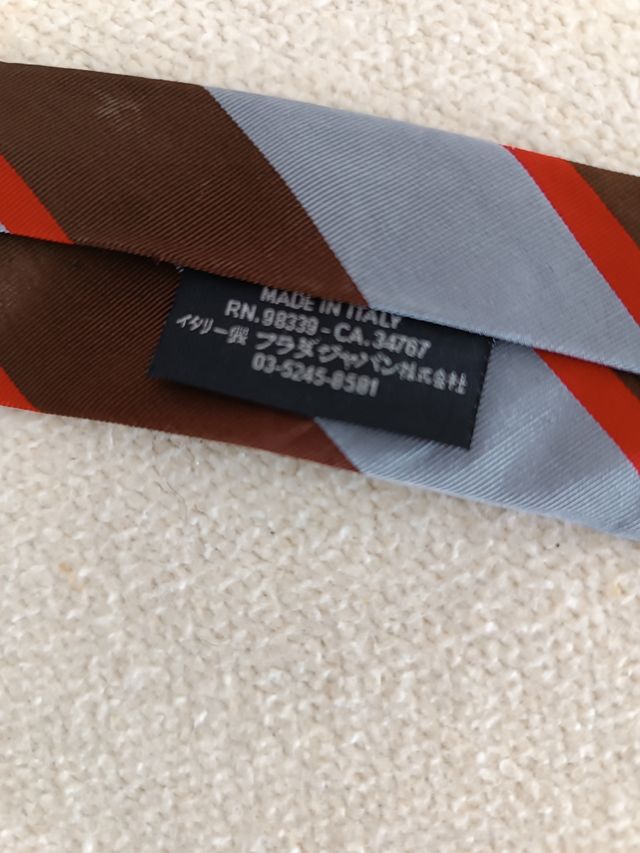 MADE IN ITALY
RN. 98339 - CA. 34767
イタリー製 プラダジャパン株式会社
03-5245-8581